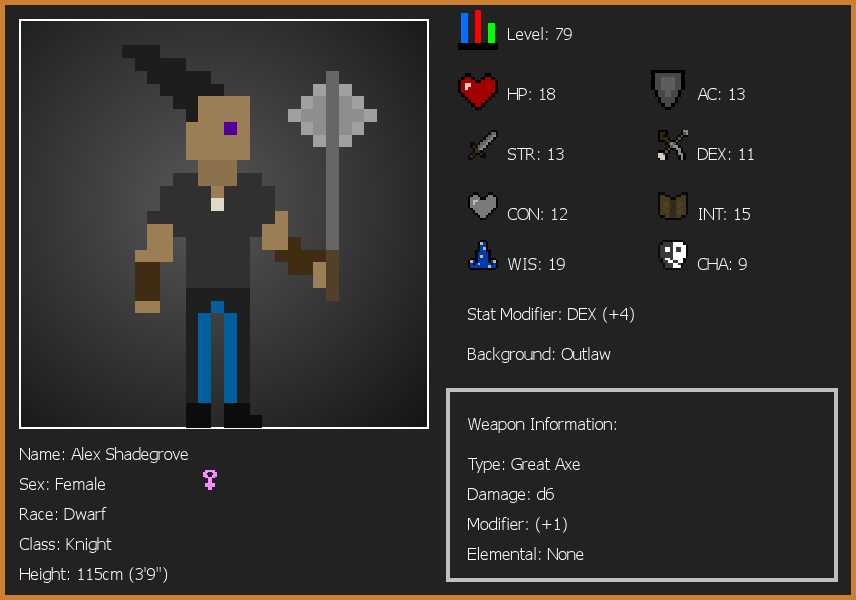 Level: 79
HP: 18
AC: 13
STR: 13
DEX: 11
CON: 12
INT: 15
WIS: 19
CHA: 9
Stat Modifier: DEX (+4)
Background: Outlaw
Weapon Information:
Type: Great Axe
Damage: d6
Modifier: (+1)
Elemental: None
Name: Alex Shadegrove
Sex: Female
Race: Dwarf
Class: Knight
Height: 115cm (3'9")